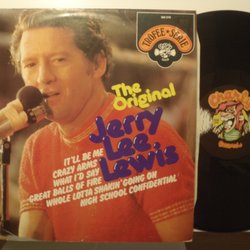 TROFEE-SERIE
The
Original
Jerry
Lee
Lewis
IT'LL BE ME
CRAZY ARMS
WHAT I'D SAY
GREAT BALLS OF FIRE
WHOLE LOTTA SHAKIN' GOING ON
HIGH SCHOOL CONFIDENTIAL